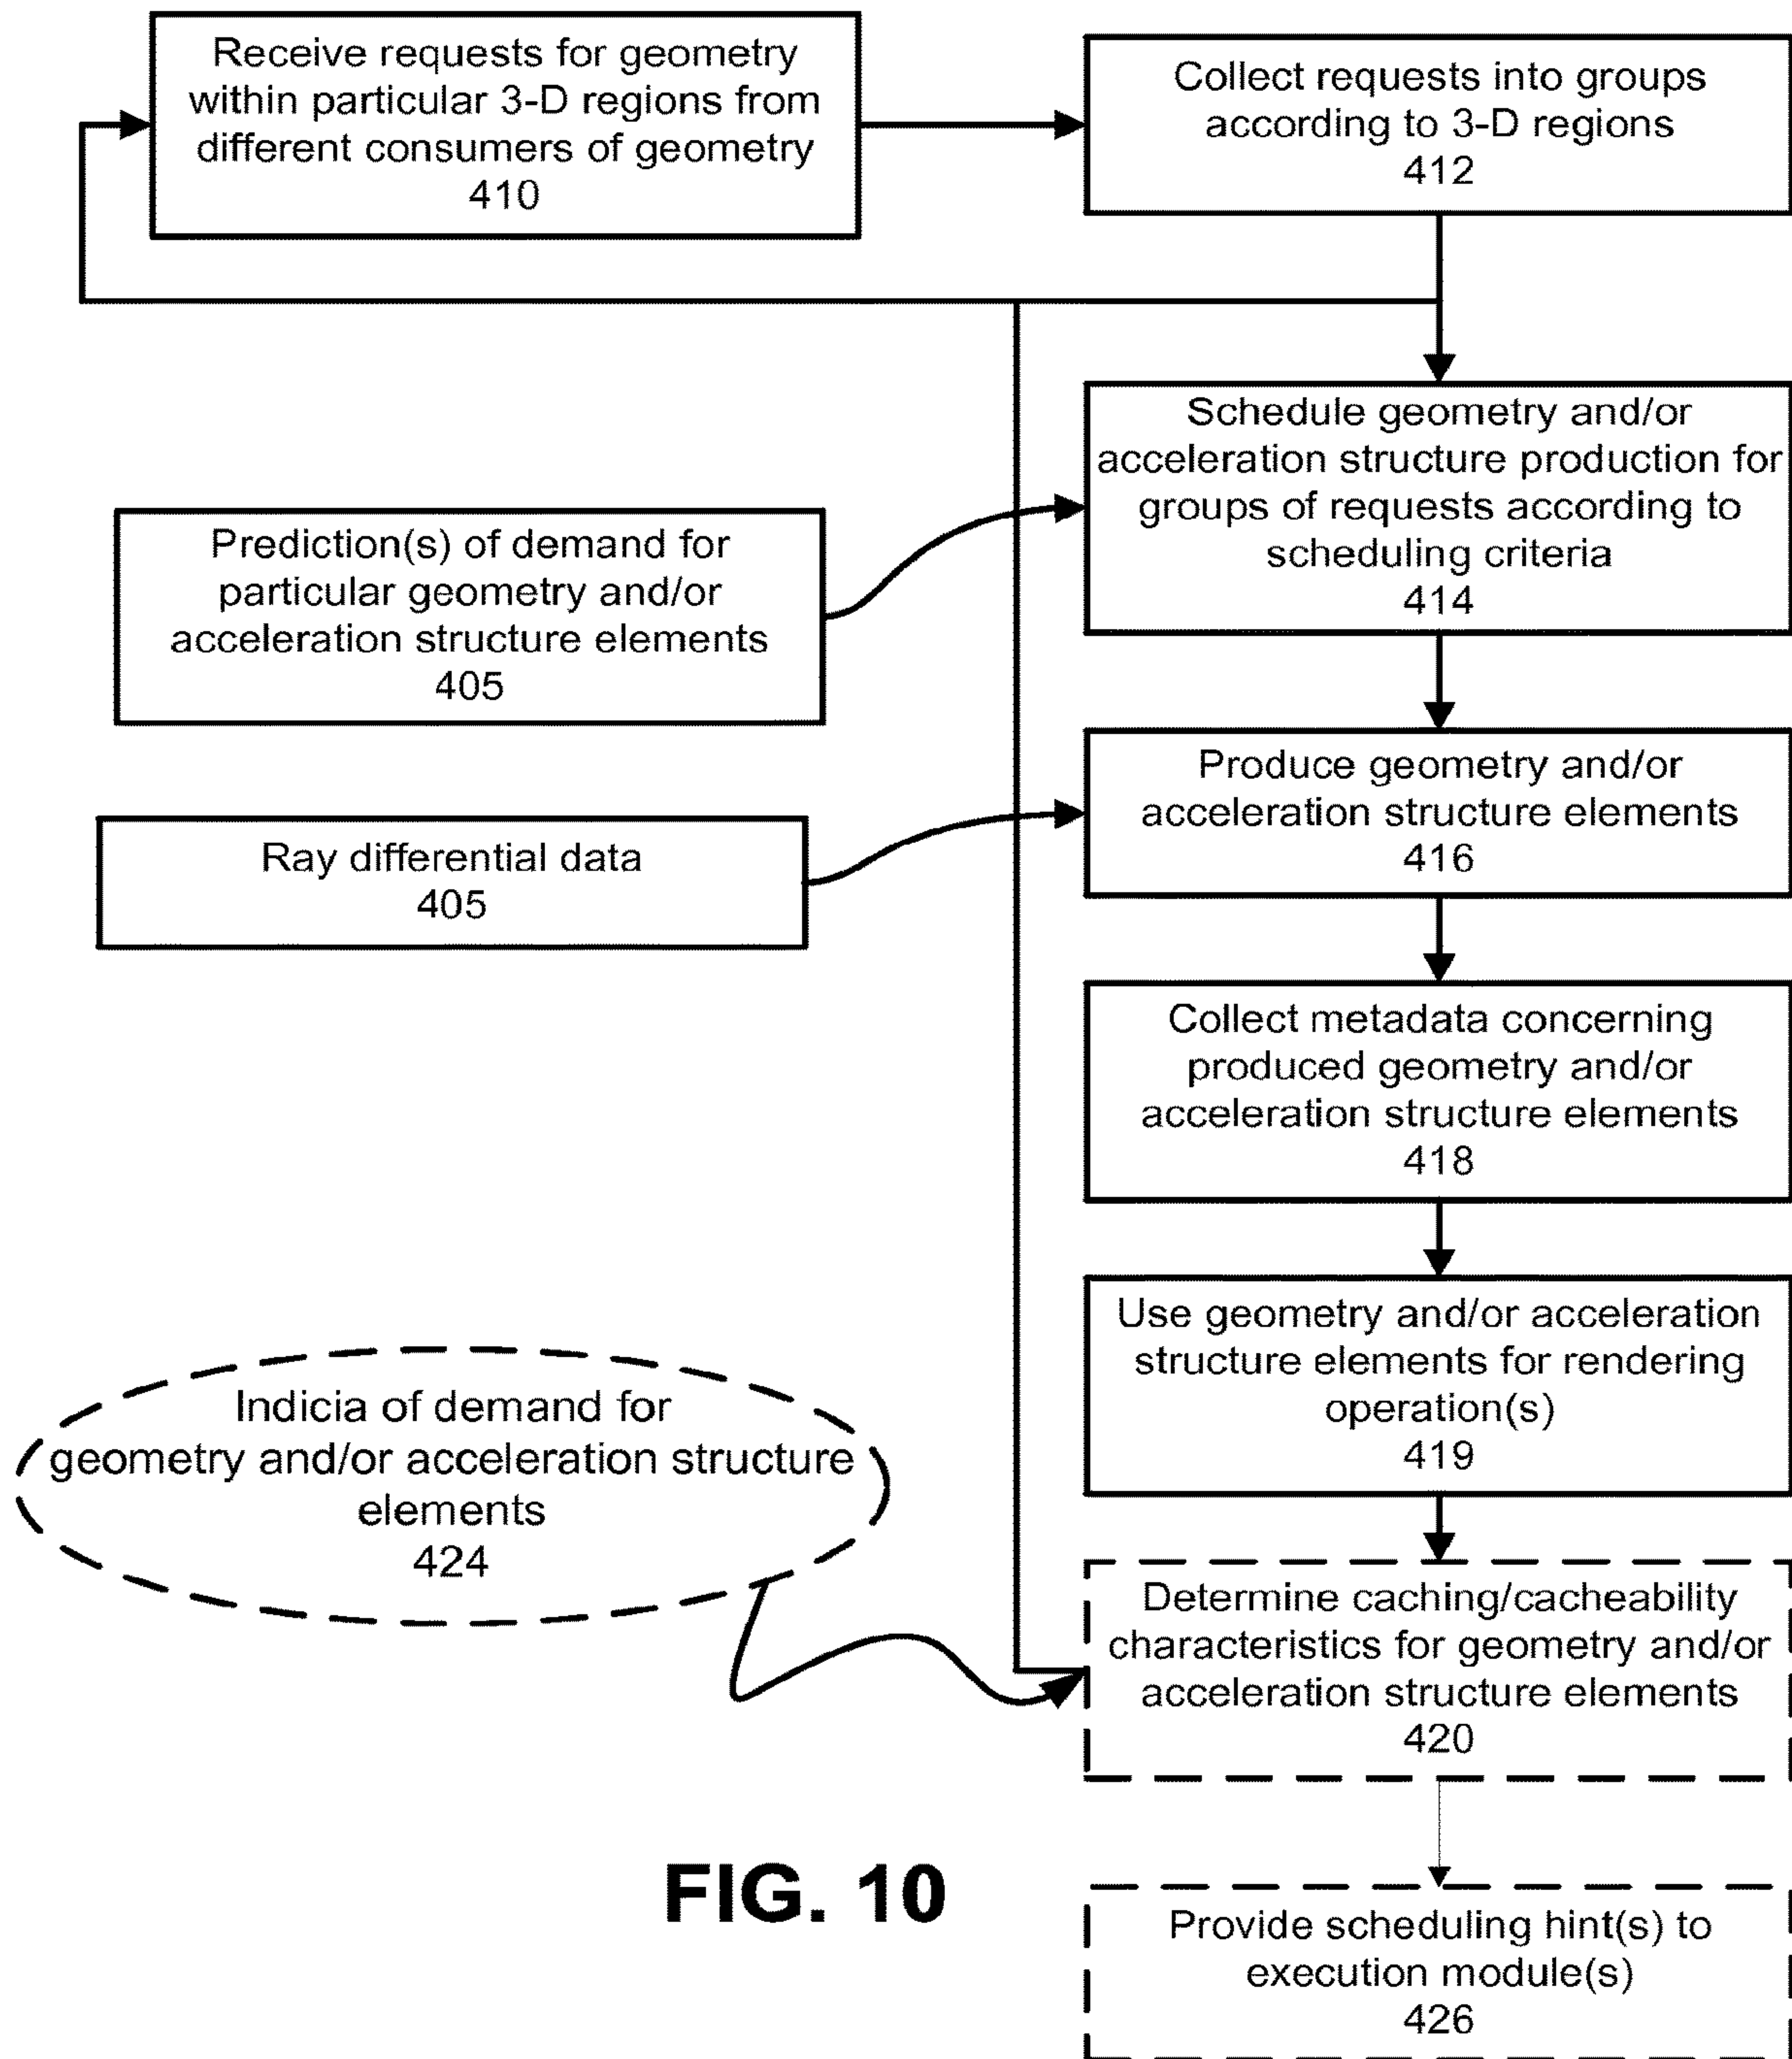 Receive requests for geometry
within particular 3-D regions from
different consumers of geometry
410
Collect requests into groups
according to 3-D regions
412
Schedule geometry and/or
acceleration structure production for
groups of requests according to
scheduling criteria
414
Prediction(s) of demand for
particular geometry and/or
acceleration structure elements
405
Produce geometry and/or
acceleration structure elements
416
Ray differential data
405
Collect metadata concerning
produced geometry and/or
acceleration structure elements
418
Use geometry and/or acceleration
structure elements for rendering
operation(s)
419
Indicia of demand for
geometry and/or acceleration structure
elements
424
Determine caching/cacheability
characteristics for geometry and/or
acceleration structure elements
420
FIG. 10
Provide scheduling hint(s) to
execution module(s)
426